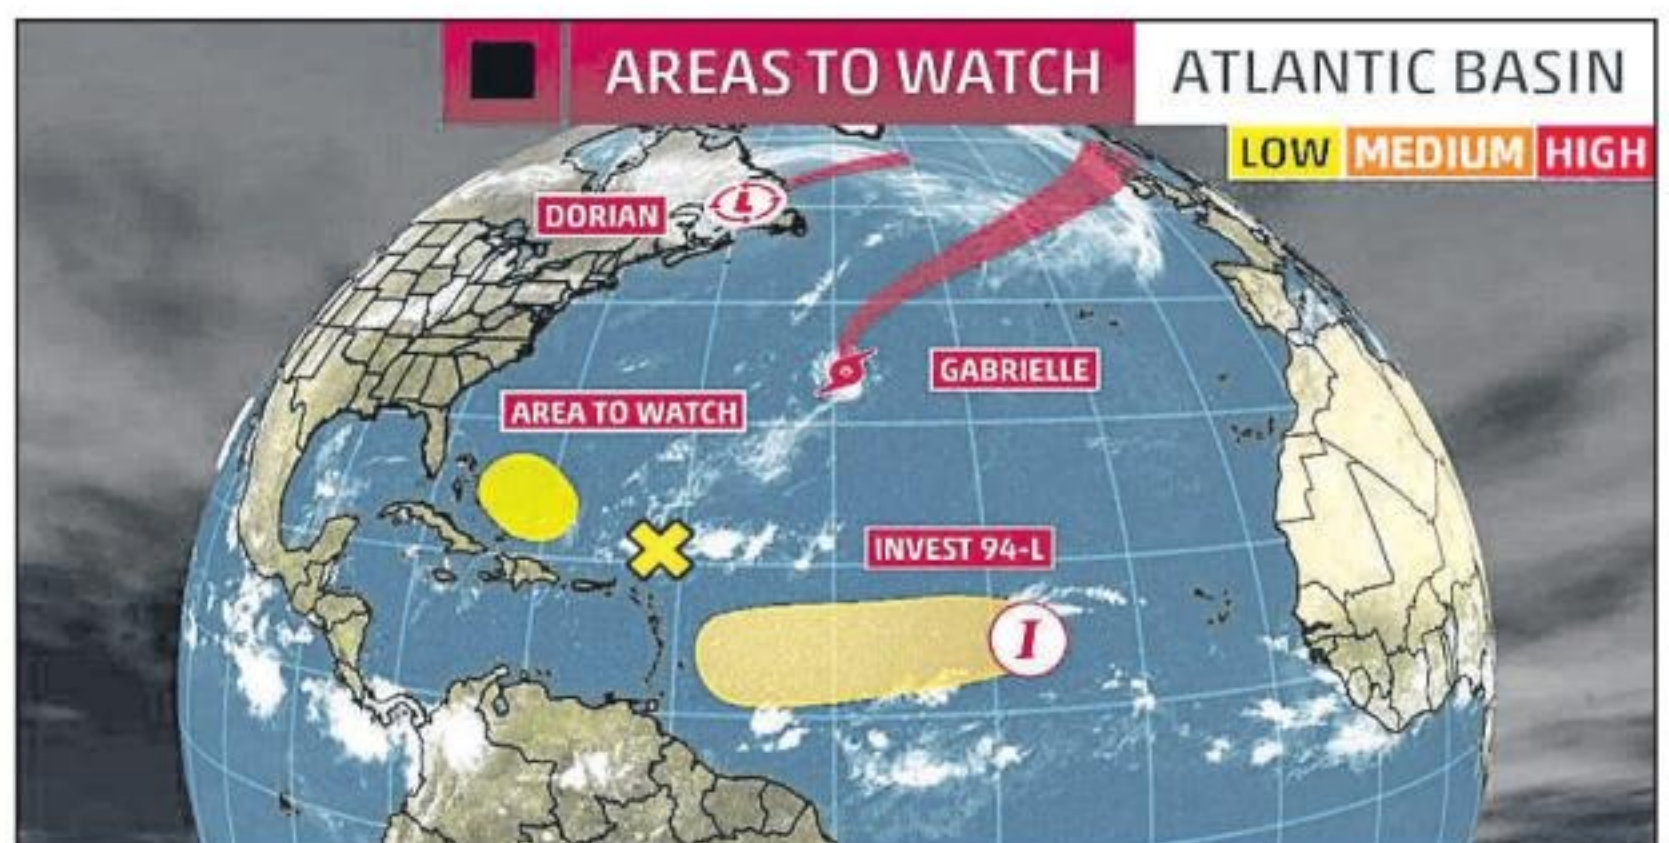 AREAS TO WATCH
ATLANTIC BASIN
LOW MEDIUM HIGH
DORIAN
L
GABRIELLE
AREA TO WATCH
INVEST 94-L
I